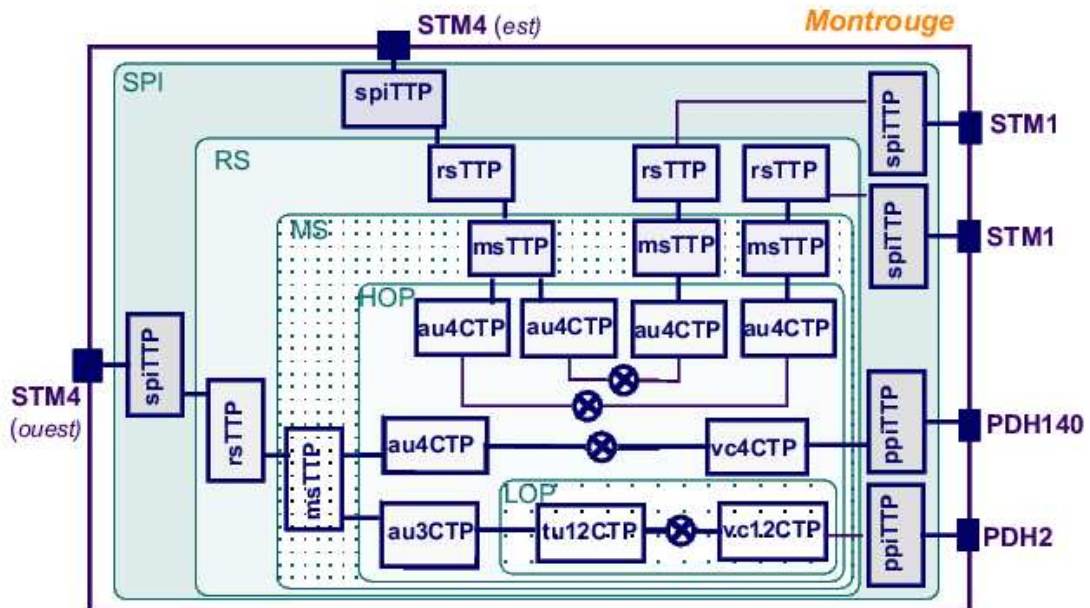 STM4 (est)
Montrouge
SPI
spiTTP
spiTTP
STM1
RS
rsTTP
rsTTP
rsTTP
spiTTP
STM1
MS
msTTP
msTTP
msTTP
HOP
au4CTP
au4CTP
au4CTP
au4CTP
spiTTP
STM4
(ouest)
rsTTP
msTTP
au4CTP
vc4CTP
ppiTTP
PDH140
LOP
au3CTP
tu12CTP
vc12CTP
ppiTTP
PDH2